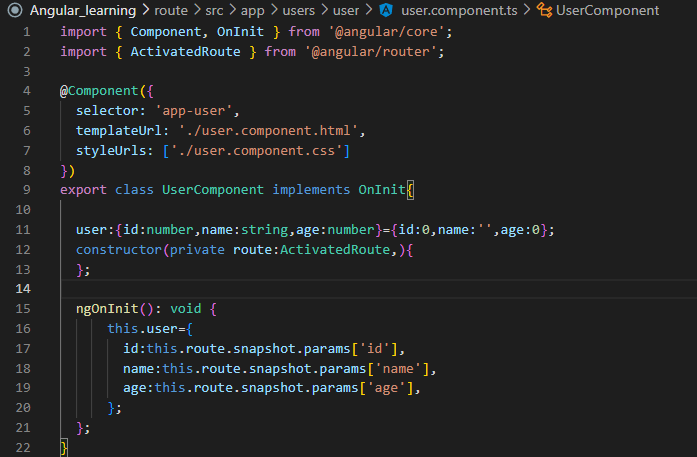 Angular_learning > route > src > app > users > user > user.component.ts > UserComponent
1 import { Component, OnInit } from '@angular/core';
2 import { ActivatedRoute } from '@angular/router';
3
4 @Component({
5   selector: 'app-user',
6   templateUrl: './user.component.html',
7   styleUrls: ['./user.component.css']
8 })
9 export class UserComponent implements OnInit{
10
11   user:{id:number,name:string,age:number}={id:0,name:'',age:0};
12   constructor(private route:ActivatedRoute,){
13   };
14
15   ngOnInit(): void {
16       this.user={
17         id:this.route.snapshot.params['id'],
18         name:this.route.snapshot.params['name'],
19         age:this.route.snapshot.params['age'],
20       };
21   };
22 }